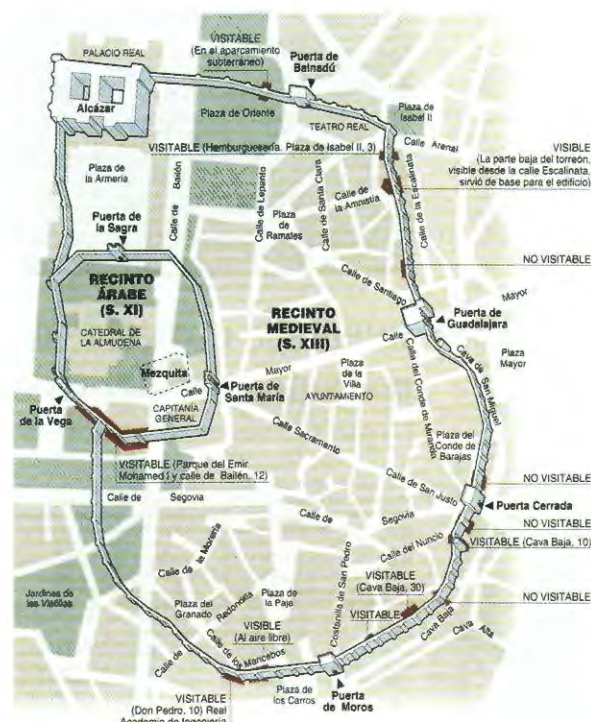 PALACIO REAL
Alcázar
VISITABLE
(En el aparcamiento
subterráneo)
Puerta de
Balnadú
Plaza de Oriente
TEATRO REAL
Plaza de
Isabel II
Calle Arenal
VISITABLE (Hamburguesería. Plaza de Isabel II, 3)
VISIBLE
(La parte baja del torreón,
visible desde la calle Escalinata,
sirvió de base para el edificio)
Plaza de
la Armería
Calle de Bailén
Calle de Lepanto
Plaza
de
Ramales
Calle de Santa Clara
Calle de
la Amnistía
Calle de la Escalinata
Puerta de
la Sagra
NO VISITABLE
RECINTO
ÁRABE
(S. XI)
RECINTO
MEDIEVAL
(S. XIII)
Calle de Santiago
Puerta de
Guadalajara
Mayor
CATEDRAL DE
LA ALMUDENA
Mezquita
Calle
Mayor
Plaza
de la
Villa
AYUNTAMIENTO
Calle
Calle del Conde de
Miranda
Cava de San Miguel
Plaza
Mayor
Puerta
de la Vega
CAPITANÍA
GENERAL
Puerta de
Santa María
Calle Sacramento
Plaza del
Conde de
Barajas
VISITABLE (Parque del Emir
Mohamed I y calle de Bailén, 12)
Calle de Segovia
Calle de San Justo
NO VISITABLE
Puerta Cerrada
Calle de Segovia
NO VISITABLE
Calle del Nuncio
VISITABLE (Cava Baja, 10)
Calle de
la Morería
VISITABLE
(Cava Baja, 30)
NO VISITABLE
Jardines de
las Vistillas
Plaza del
Granado
Redondilla
Plaza de
la Paja
Costanilla de San Pedro
VISITABLE
VISIBLE
(Al aire libre)
Cava Baja
Cava Alta
Calle de
Calle de los Mancebos
Plaza de
los Carros
Puerta
de Moros
VISITABLE
(Don Pedro, 10) Real
Academia de Ingeniería